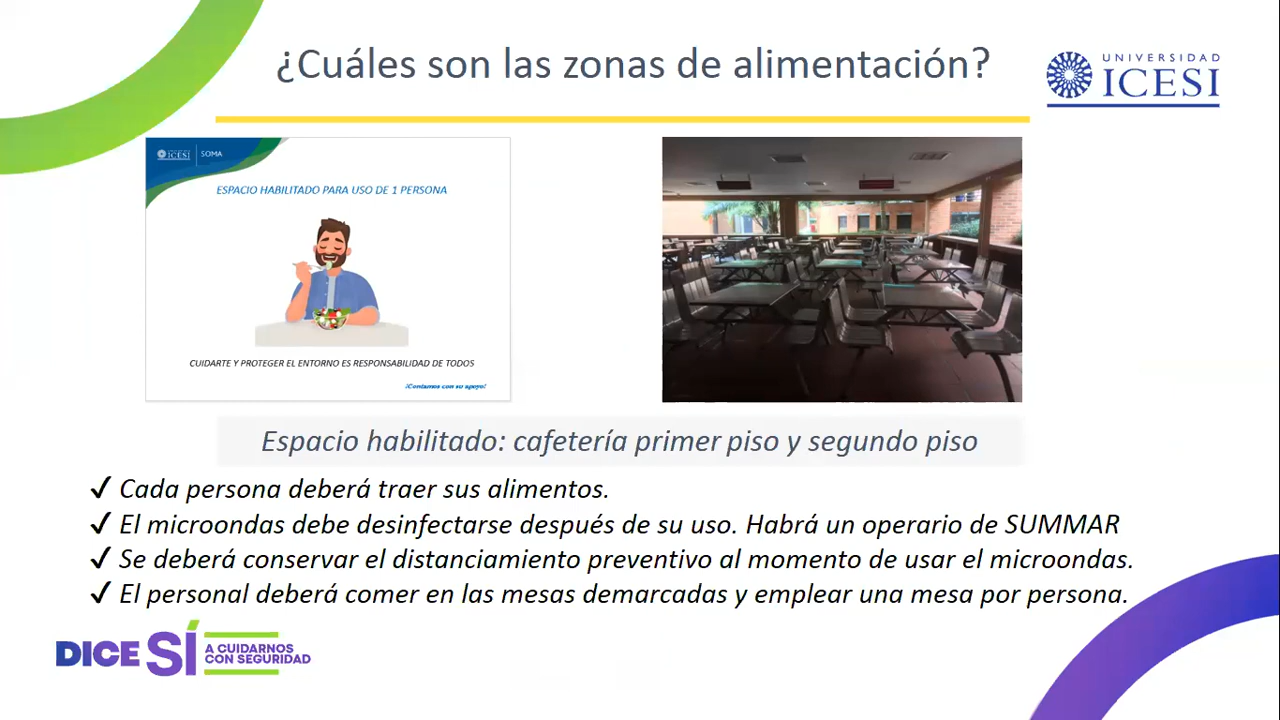 ¿Cuáles son las zonas de alimentación?
UNIVERSIDAD
ICESI
ICESI
SOMA
ESPACIO HABILITADO PARA USO DE 1 PERSONA
CUIDARTE Y PROTEGER EL ENTORNO ES RESPONSABILIDAD DE TODOS
¡Contamos con su apoyo!
Espacio habilitado: cafetería primer piso y segundo piso
✓ Cada persona deberá traer sus alimentos.
✓ El microondas debe desinfectarse después de su uso. Habrá un operario de SUMMAR
✓ Se deberá conservar el distanciamiento preventivo al momento de usar el microondas.
✓ El personal deberá comer en las mesas demarcadas y emplear una mesa por persona.
DICE SÍ
A CUIDARNOS
CON SEGURIDAD